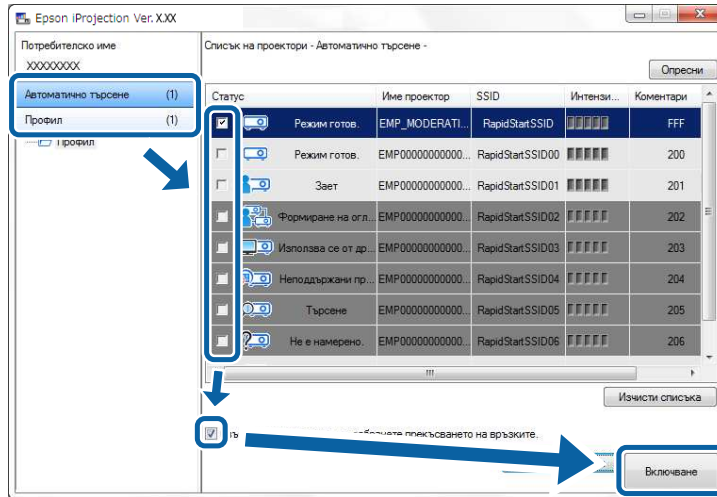 Epson iProjection Ver. X.XX
Потребителско име
XXXXXXXX
Списък на проектори - Автоматично търсене -
Опресни
Автоматично търсене (1)
Профил (1)
Профил
Статус Име проектор SSID Интензи... Коментари
Режим готов. EMP_MODERATI... RapidStartSSID FFF
Режим готов. EMP00000000000... RapidStartSSID00 200
Зает EMP00000000000... RapidStartSSID01 201
Формиране на огл... EMP00000000000... RapidStartSSID02 202
Използва се от др... EMP00000000000... RapidStartSSID03 203
Неподдържани пр... EMP00000000000... RapidStartSSID04 204
Търсене EMP00000000000... RapidStartSSID05 205
Не е намерено. EMP00000000000... RapidStartSSID06 206
Изчисти списъка
прекъсването на връзките.
Включване